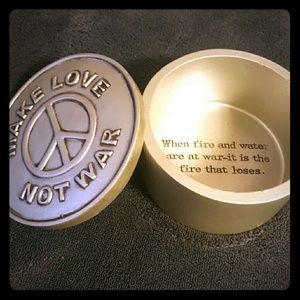 MAKE LOVE
NOT WAR
When fire and water
are at war-it is the
fire that loses.